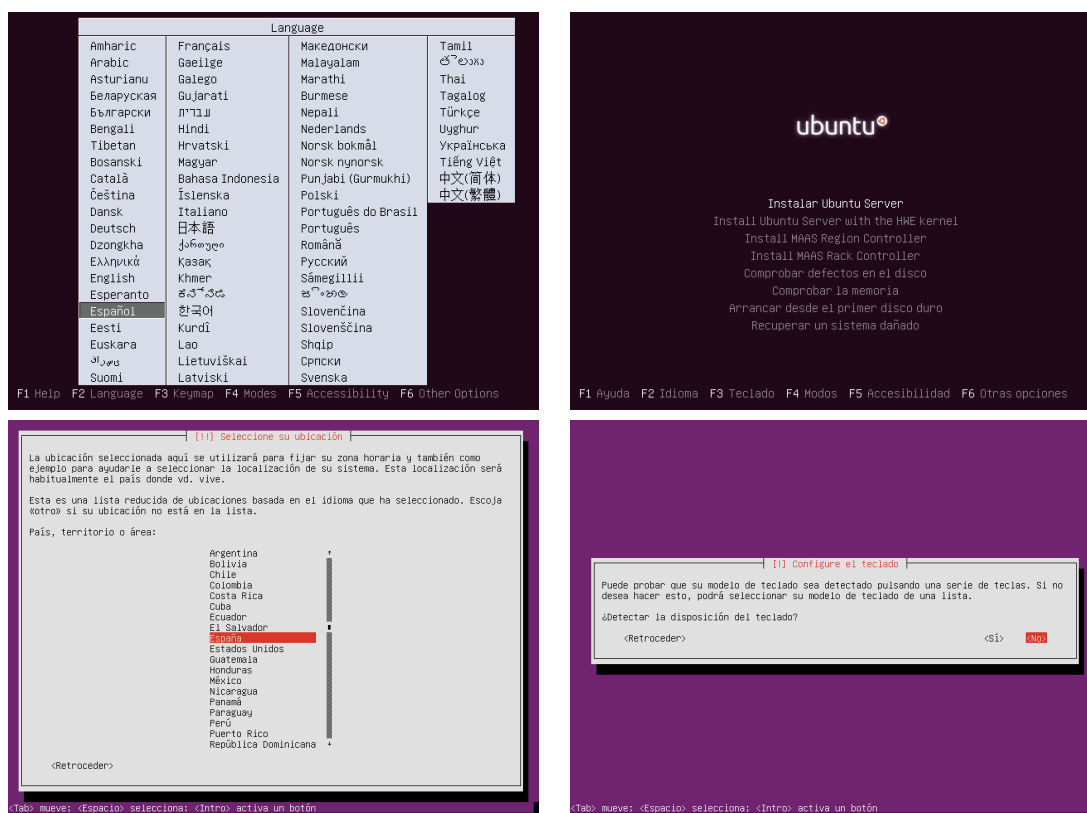 Language
Amharic
Arabic
Asturianu
Беларуская
Български
Bengali
Tibetan
Bosanski
Català
Čeština
Dansk
Deutsch
Dzongkha
Ελληνικά
English
Esperanto
Español
Eesti
Euskara
Suomi
Français
Gaeilge
Galego
Gujarati
עברית
Hindi
Hrvatski
Magyar
Bahasa Indonesia
Íslenska
Italiano
日本語
ქართული
Қазақ
Khmer
한국어
Kurdî
Lao
Lietuviškai
Latviski
Македонски
Malayalam
Marathi
Burmese
Nepali
Nederlands
Norsk bokmål
Norsk nynorsk
Punjabi (Gurmukhi)
Polski
Português do Brasil
Português
Română
Русский
Sámegillii
Slovenčina
Slovenščina
Shqip
Српски
Svenska
Tamil
Thai
Tagalog
Türkçe
Uyghur
Українська
Tiếng Việt
中文(简体)
中文(繁體)
F1 Help F2 Language F3 Keymap F4 Modes F5 Accessibility F6 Other Options
ubuntu
Instalar Ubuntu Server
Install Ubuntu Server with the HWE kernel
Install MAAS Region Controller
Install MAAS Rack Controller
Comprobar defectos en el disco
Comprobar la memoria
Arrancar desde el primer disco duro
Recuperar un sistema dañado
F1 Ayuda F2 Idioma F3 Teclado F4 Modos F5 Accesibilidad F6 Otras opciones
[!!] Seleccione su ubicación
La ubicación seleccionada aquí se utilizará para fijar su zona horaria y también como
ejemplo para ayudarle a seleccionar la localización de su sistema. Esta localización será
habitualmente el país donde vd. vive.
Esta es una lista reducida de ubicaciones basada en el idioma que ha seleccionado. Escoja
«otro» si su ubicación no está en la lista.
País, territorio o área:
Argentina
Bolivia
Chile
Colombia
Costa Rica
Cuba
Ecuador
El Salvador
España
Estados Unidos
Guatemala
Honduras
México
Nicaragua
Panamá
Paraguay
Perú
Puerto Rico
República Dominicana
<Retroceder>
<Tab> mueve; <Espacio> selecciona; <Intro> activa un botón
[!] Configure el teclado
Puede probar que su modelo de teclado sea detectado pulsando una serie de teclas. Si no
desea hacer esto, podrá seleccionar su modelo de teclado de una lista.
¿Detectar la disposición del teclado?
<Retroceder> <Sí> <No>
<Tab> mueve; <Espacio> selecciona; <Intro> activa un botón